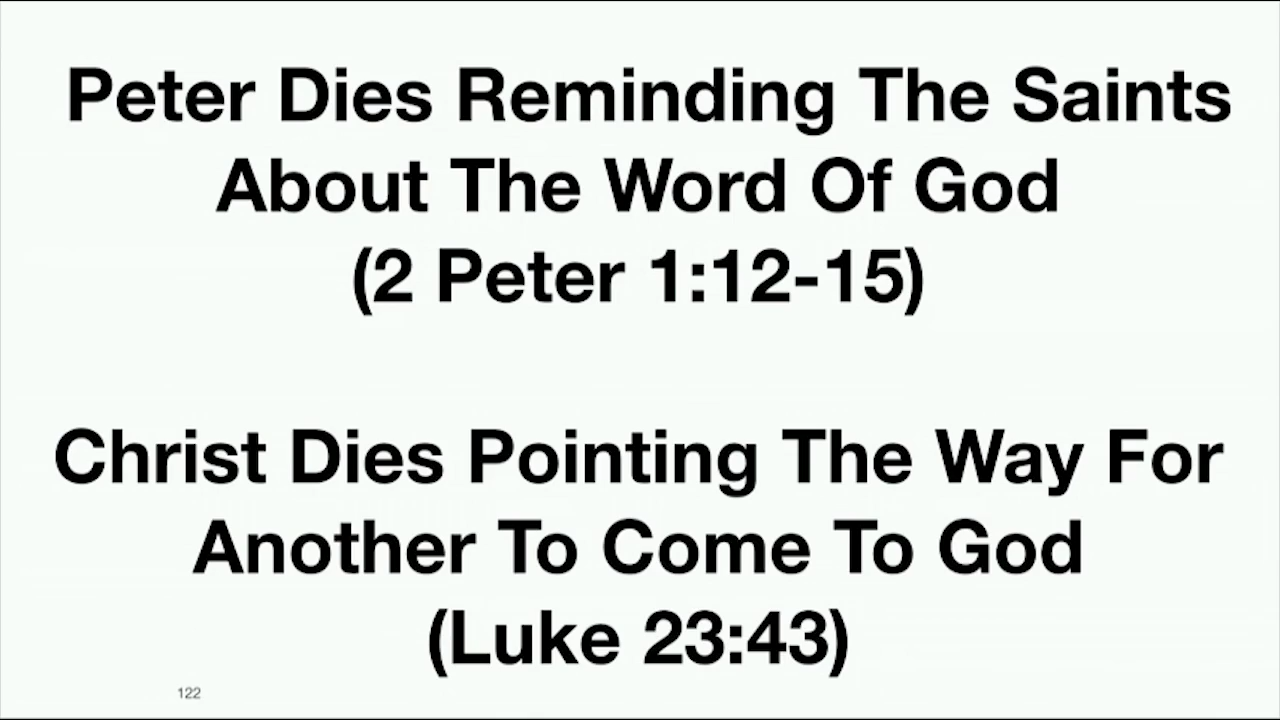 Peter Dies Reminding The Saints
About The Word Of God
(2 Peter 1:12-15)
Christ Dies Pointing The Way For
Another To Come To God
(Luke 23:43)
122